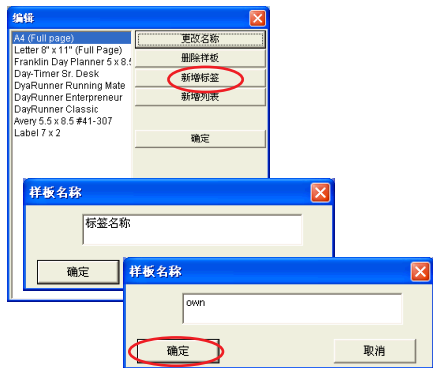 编辑
A4 (Full page)
Letter 8" x 11" (Full Page)
Franklin Day Planner 5 x 8.5
Day-Timer Sr. Desk
DyaRunner Running Mate
DayRunner Enterpreneur
DayRunner Classic
Avery 5.5 x 8.5 #41-307
Label 7 x 2
更改名称
删除样板
新增标签
新增列表
确定
样板名称
标签名称
确定
样板名称
own
确定
取消